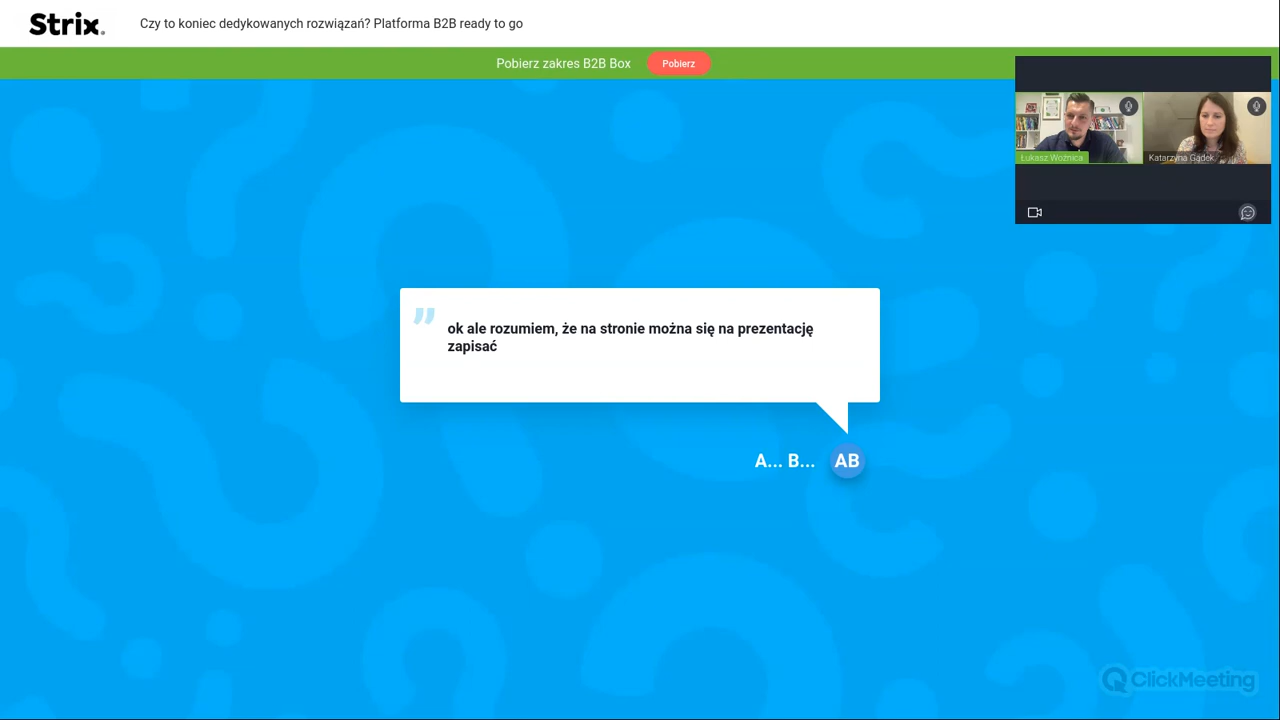 Strix
Czy to koniec dedykowanych rozwiązań? Platforma B2B ready to go
Pobierz zakres B2B Box
Pobierz
Łukasz Woźnica
Katarzyna Gądek
ok ale rozumiem, że na stronie można się na prezentację
zapisać
A... B...
AB
ClickMeeting